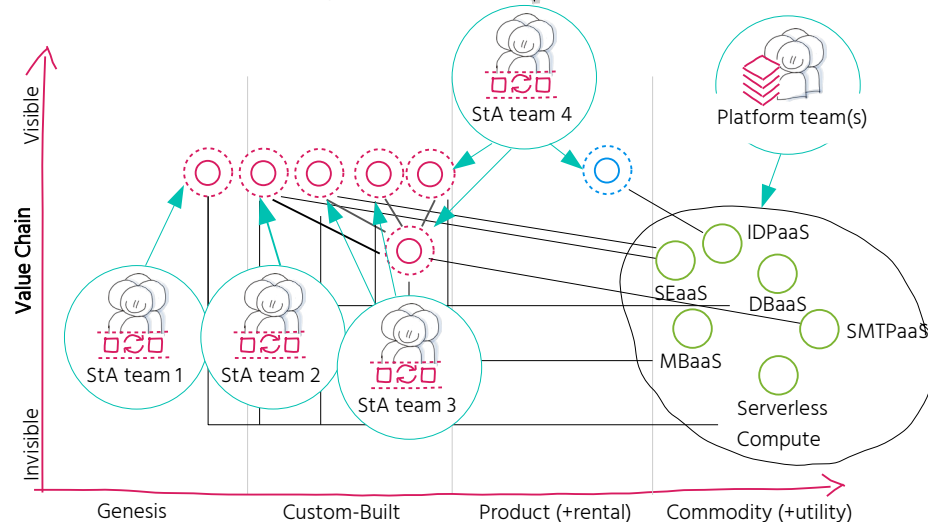 StA team 4
Platform team(s)
Visible
Value Chain
Invisible
IDPaaS
SEaaS
DBaaS
SMTPaaS
MBaaS
StA team 1
StA team 2
StA team 3
Serverless
Compute
Genesis
Custom-Built
Product (+rental)
Commodity (+utility)